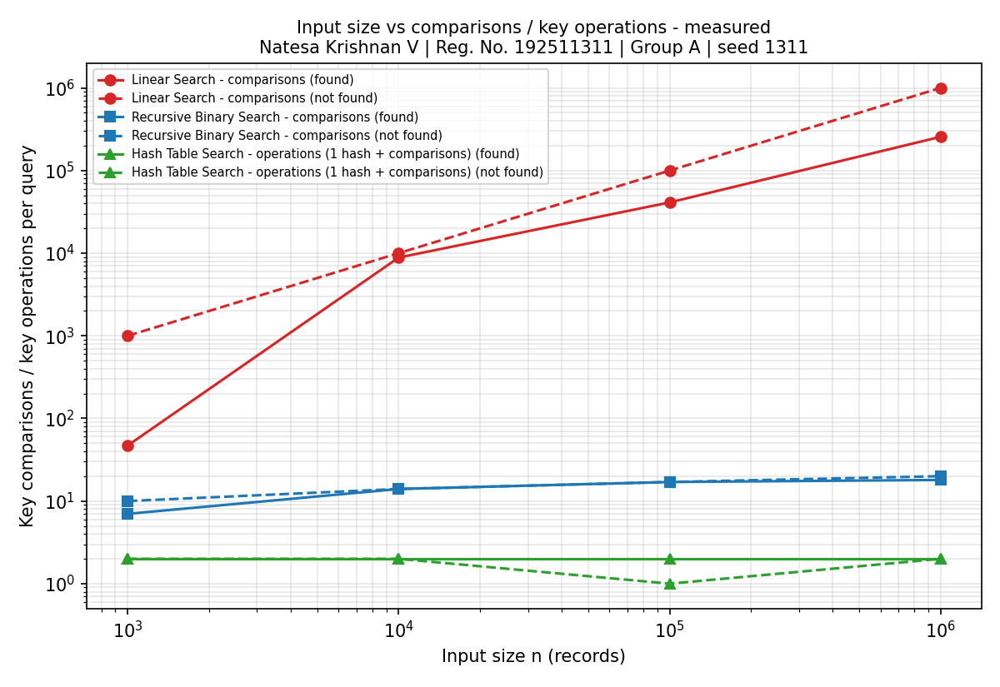 Input size vs comparisons / key operations - measured
Natesa Krishnan V | Reg. No. 192511311 | Group A | seed 1311
Linear Search - comparisons (found)
Linear Search - comparisons (not found)
Recursive Binary Search - comparisons (found)
Recursive Binary Search - comparisons (not found)
Hash Table Search - operations (1 hash + comparisons) (found)
Hash Table Search - operations (1 hash + comparisons) (not found)
Key comparisons / key operations per query
10⁶
10⁵
10⁴
10³
10²
10¹
10⁰
10³ 10⁴ 10⁵ 10⁶
Input size n (records)